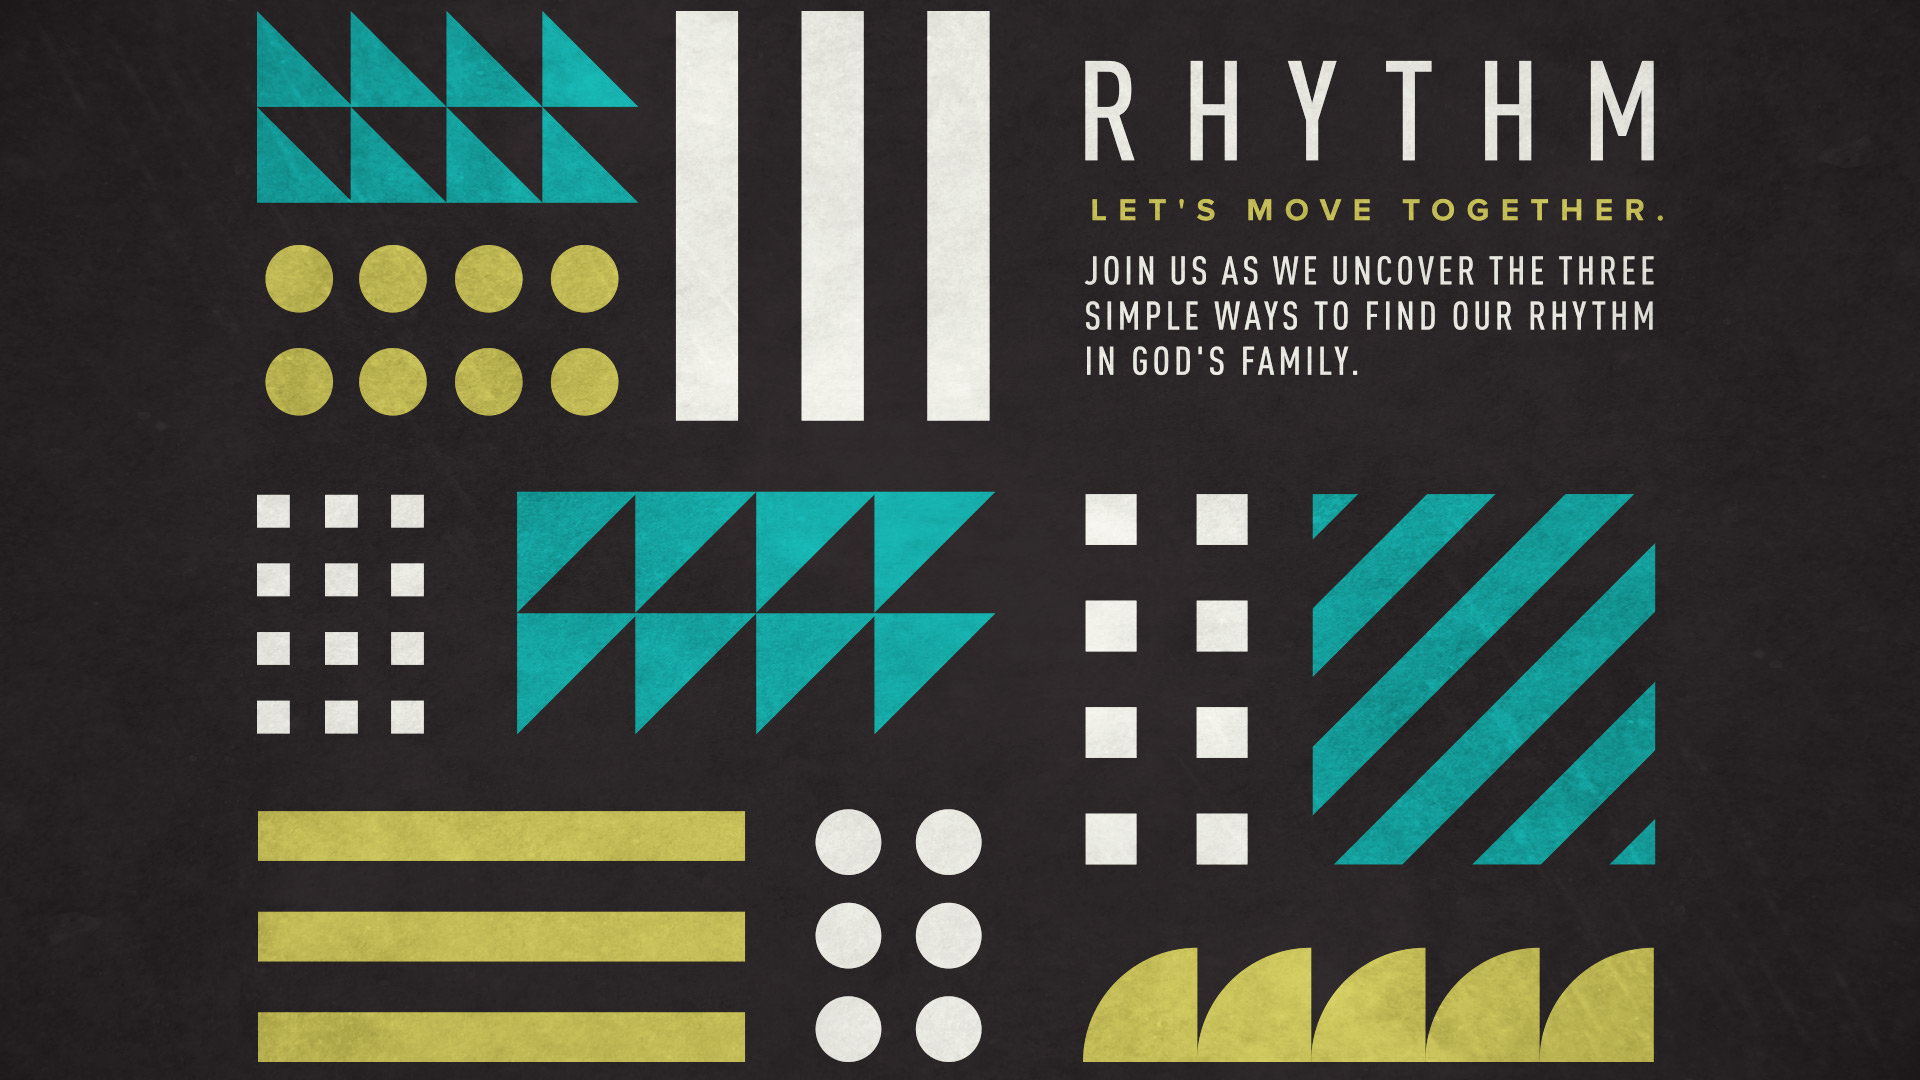 RHYTHM
LET'S MOVE TOGETHER.
JOIN US AS WE UNCOVER THE THREE
SIMPLE WAYS TO FIND OUR RHYTHM
IN GOD'S FAMILY.